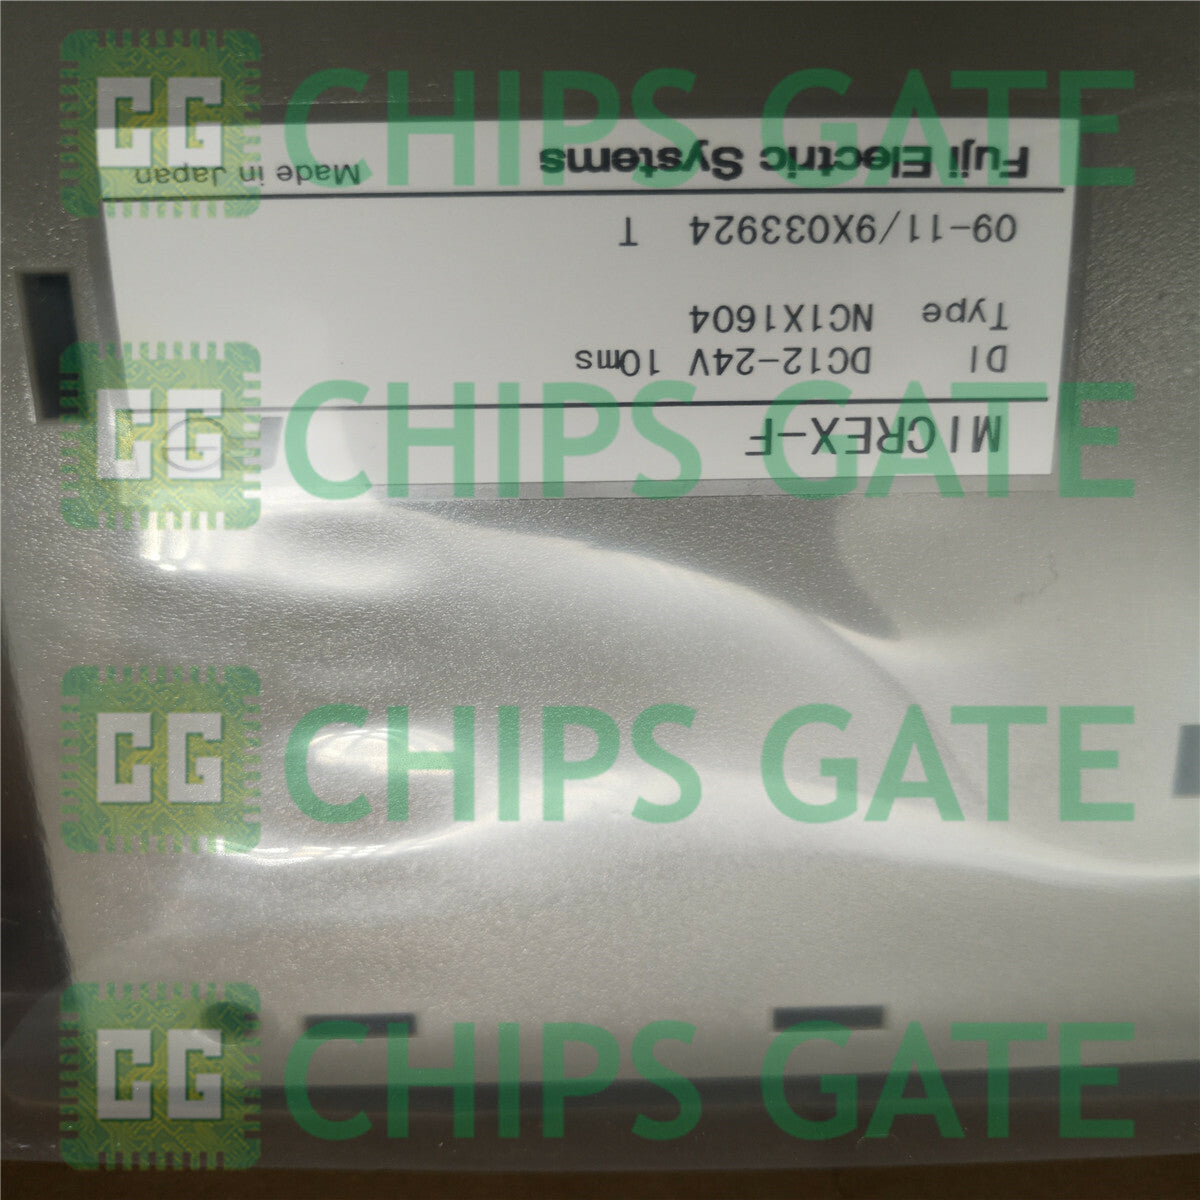 MICREX-F
DI DC12-24V 10ms
Type NC1X1604
09-11/9X033924 T
Fuji Electric Systems Made in Japan
CG CHIPS GATE
CG CHIPS GATE
CG CHIPS GATE
CG CHIPS GATE